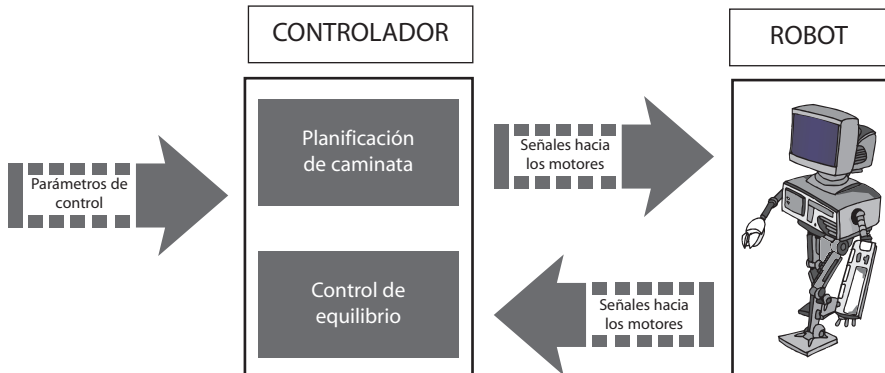 CONTROLADOR
ROBOT
Parámetros de
control
Planificación
de caminata
Señales hacia
los motores
Control de
equilibrio
Señales hacia
los motores